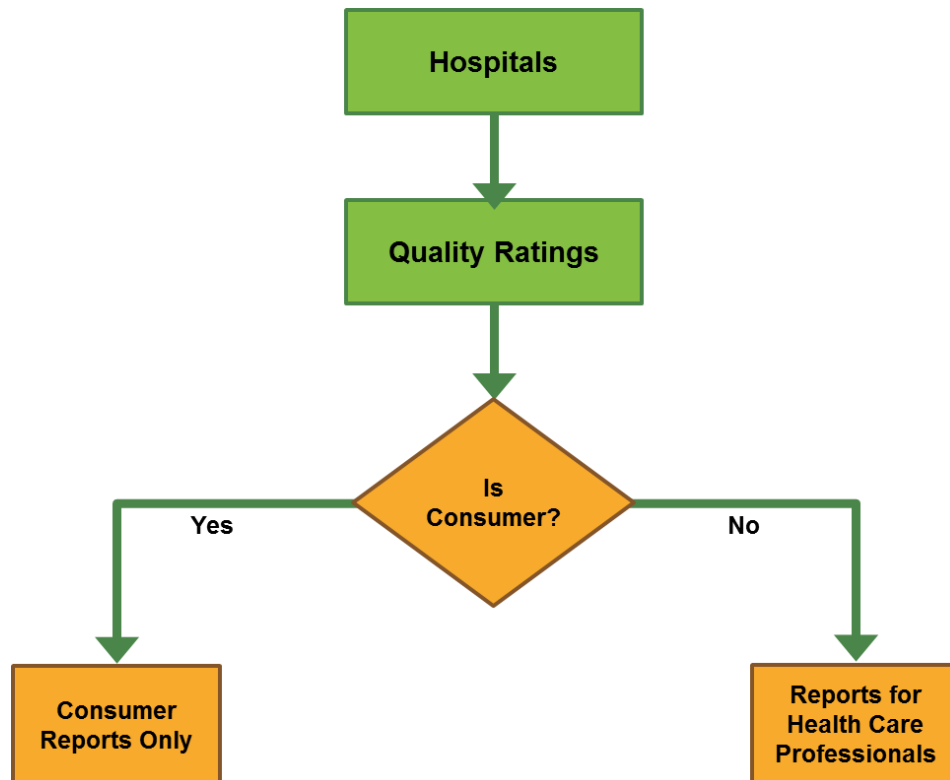 Hospitals
Quality Ratings
Is
Consumer?
Yes
No
Consumer
Reports Only
Reports for
Health Care
Professionals